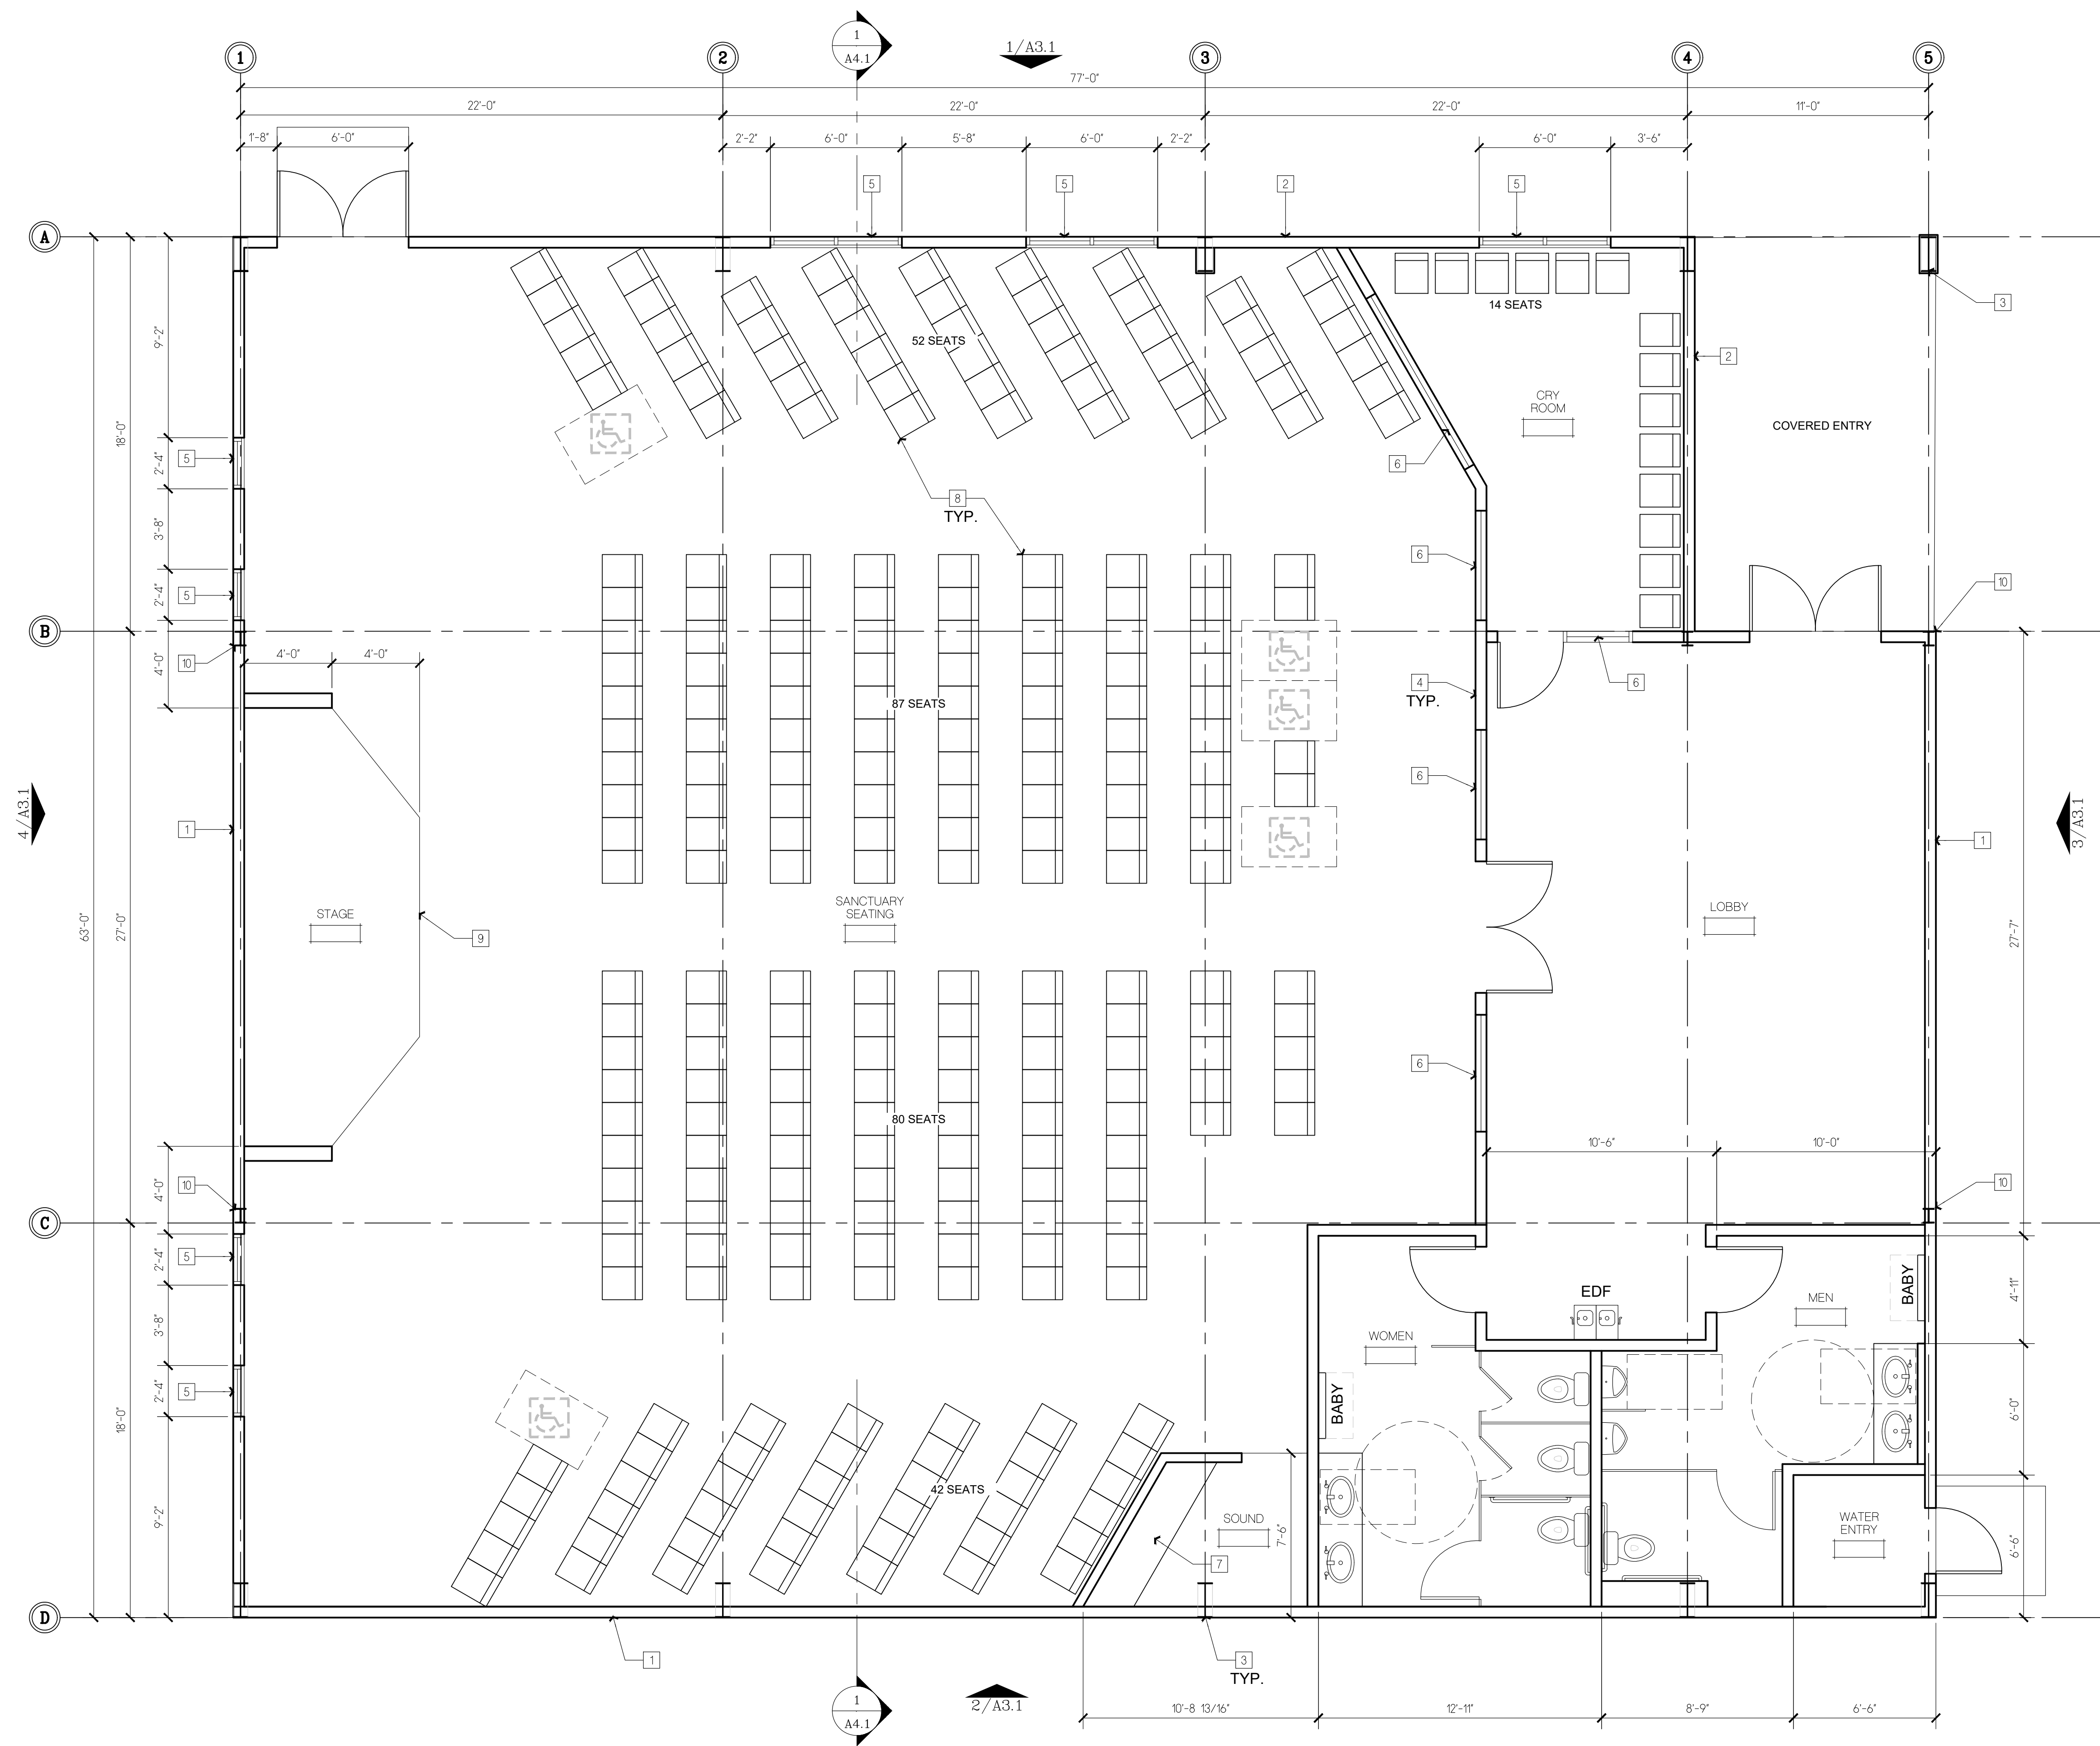 1
A4.1
1/A3.1
1
2
3
4
5
77'-0"
22'-0"
22'-0"
22'-0"
11'-0"
1'-8"
6'-0"
2'-2"
6'-0"
5'-8"
6'-0"
2'-2"
6'-0"
3'-6"
5
5
2
5
A
14 SEATS
3
52 SEATS
9'-2"
2
CRY
ROOM
COVERED ENTRY
18'-0"
5
2'-4"
6
8
TYP.
3'-8"
6
10
5
2'-4"
B
10
4'-0"
4'-0"
4'-0"
4
TYP.
6
87 SEATS
6
4/A3.1
3/A3.1
1
1
SANCTUARY
SEATING
STAGE
LOBBY
9
63'-0"
27'-0"
27'-7"
6
80 SEATS
10'-6"
10'-0"
10
4'-0"
10
C
5
2'-4"
EDF
BABY
MEN
4'-11"
WOMEN
3'-8"
5
2'-4"
BABY
18'-0"
6'-0"
42 SEATS
9'-2"
SOUND
7'-6"
WATER
ENTRY
6'-6"
7
D
1
3
TYP.
1
A4.1
2/A3.1
10'-8 13/16"
12'-11"
8'-9"
6'-6"